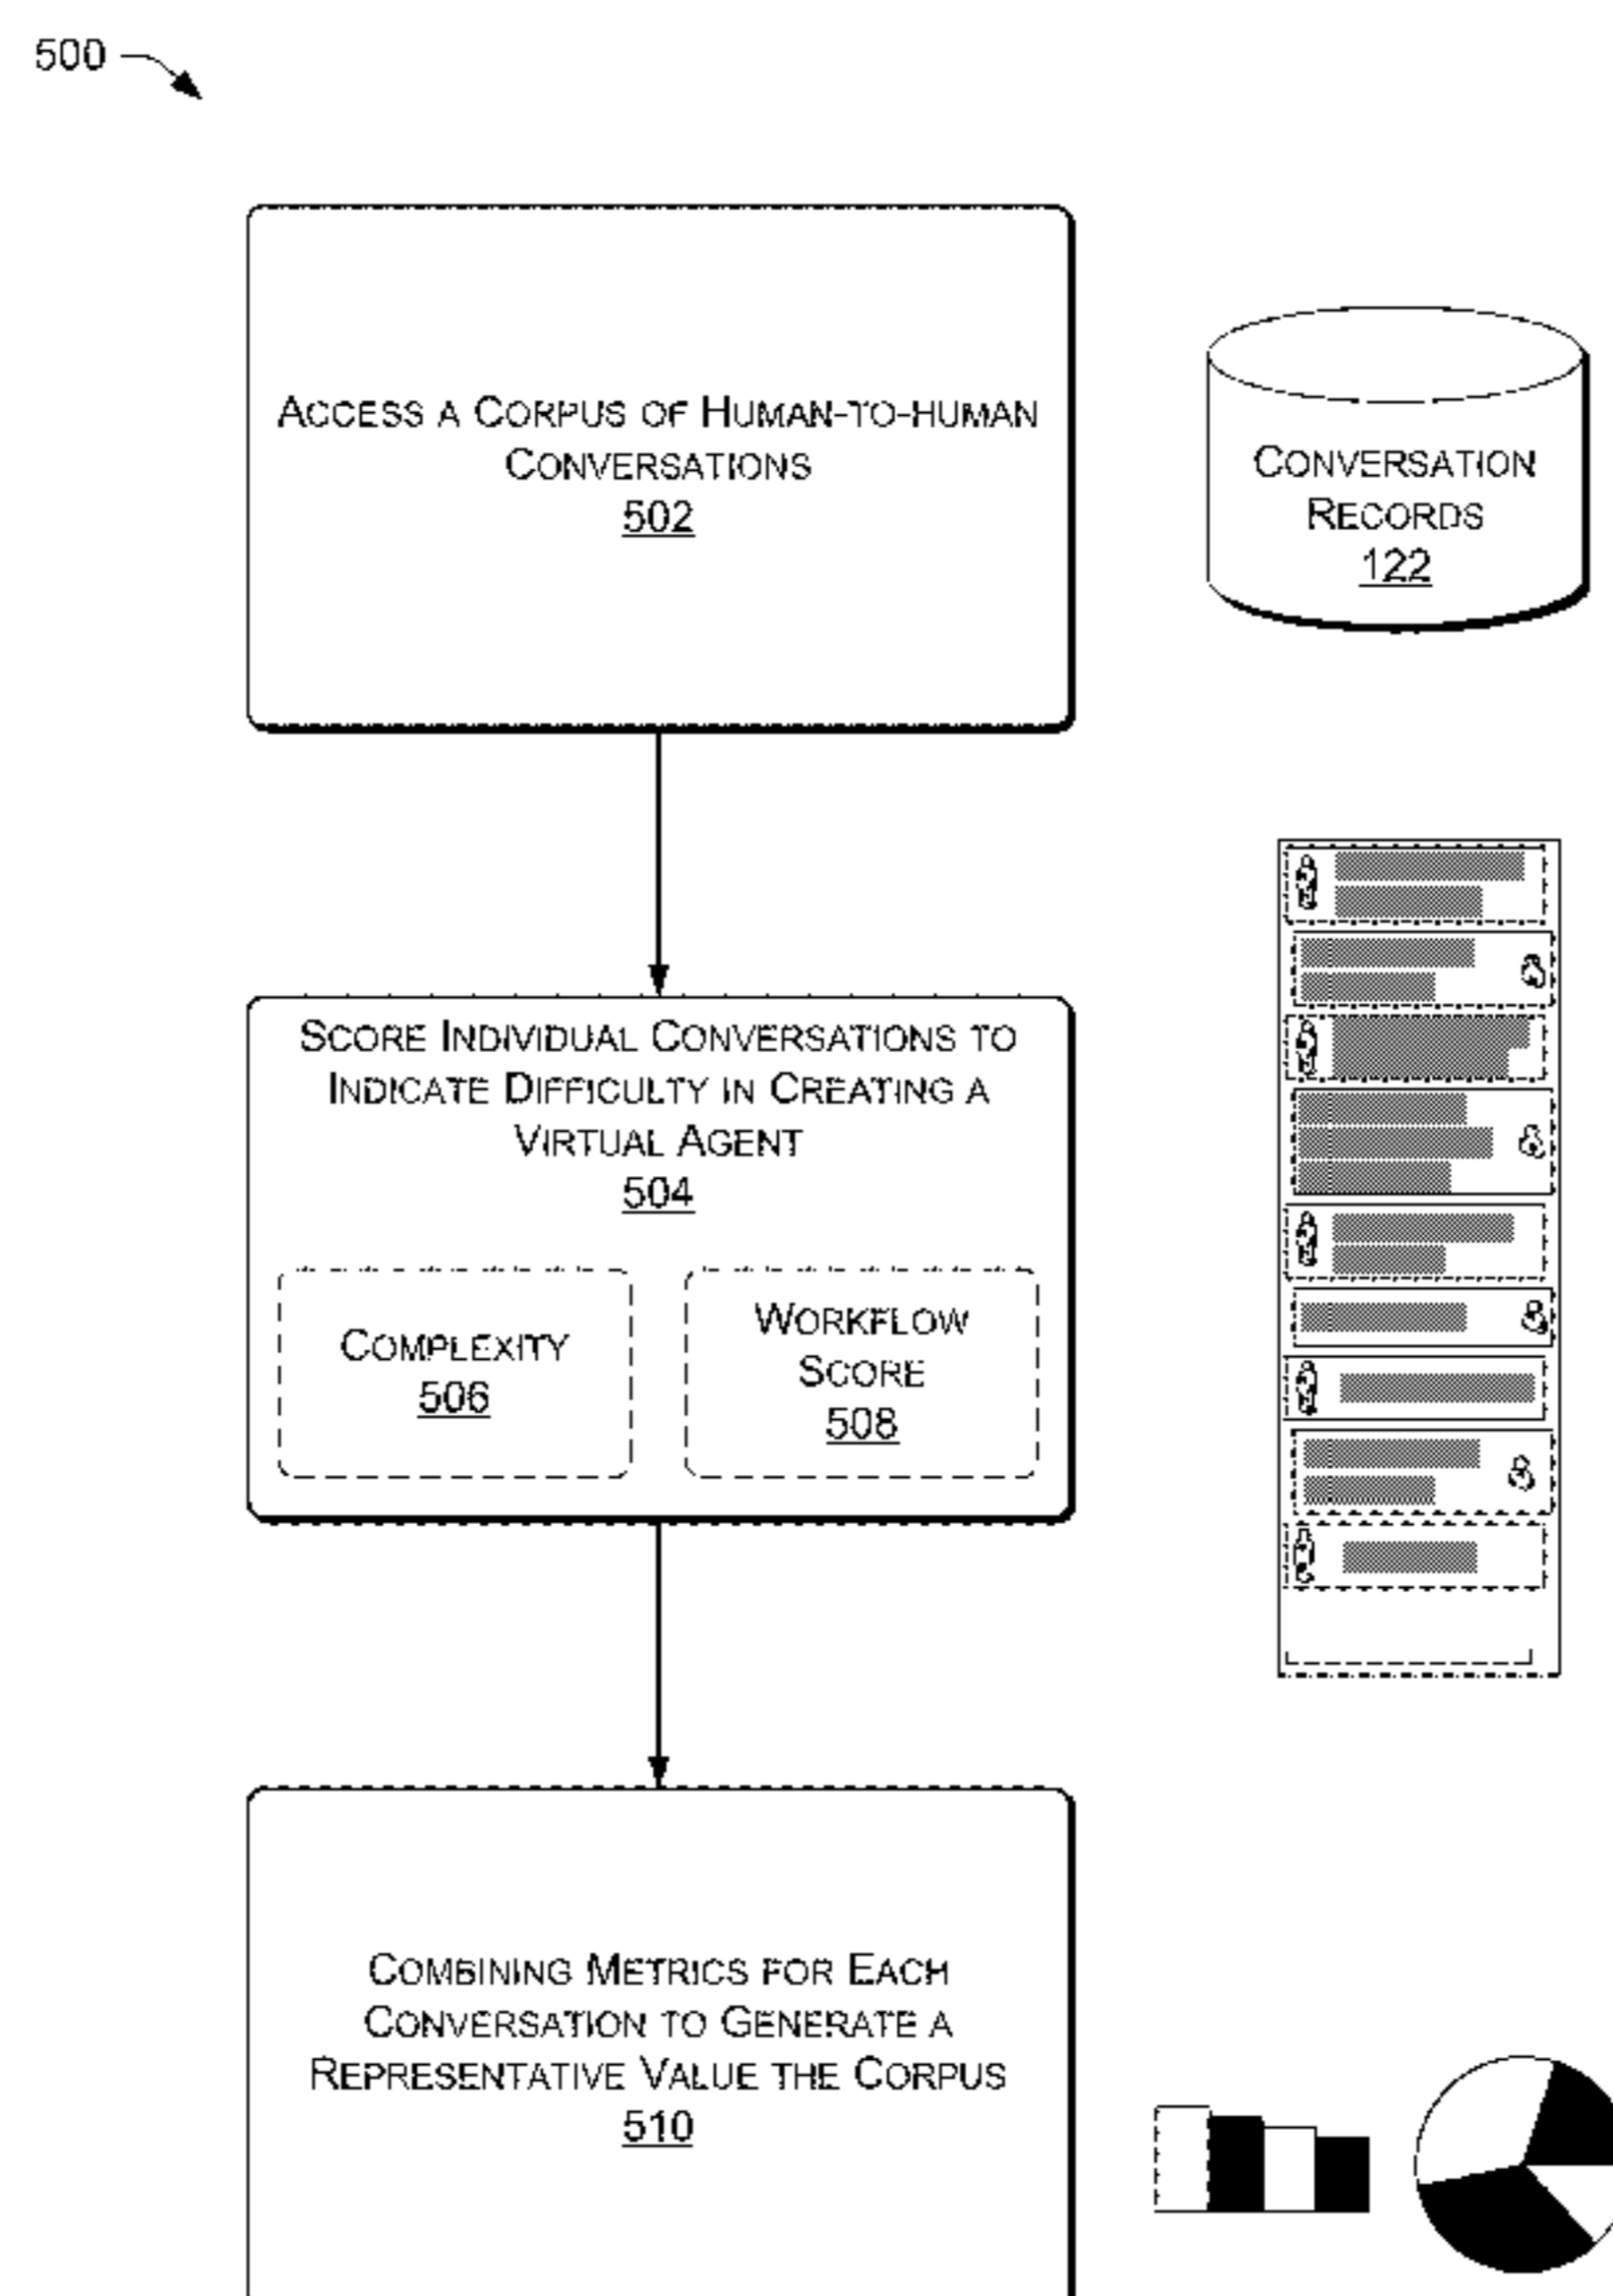 500
ACCESS A CORPUS OF HUMAN-TO-HUMAN
CONVERSATIONS
502
CONVERSATION
RECORDS
122
SCORE INDIVIDUAL CONVERSATIONS TO
INDICATE DIFFICULTY IN CREATING A
VIRTUAL AGENT
504
COMPLEXITY
506
WORKFLOW
SCORE
508
COMBINING METRICS FOR EACH
CONVERSATION TO GENERATE A
REPRESENTATIVE VALUE THE CORPUS
510